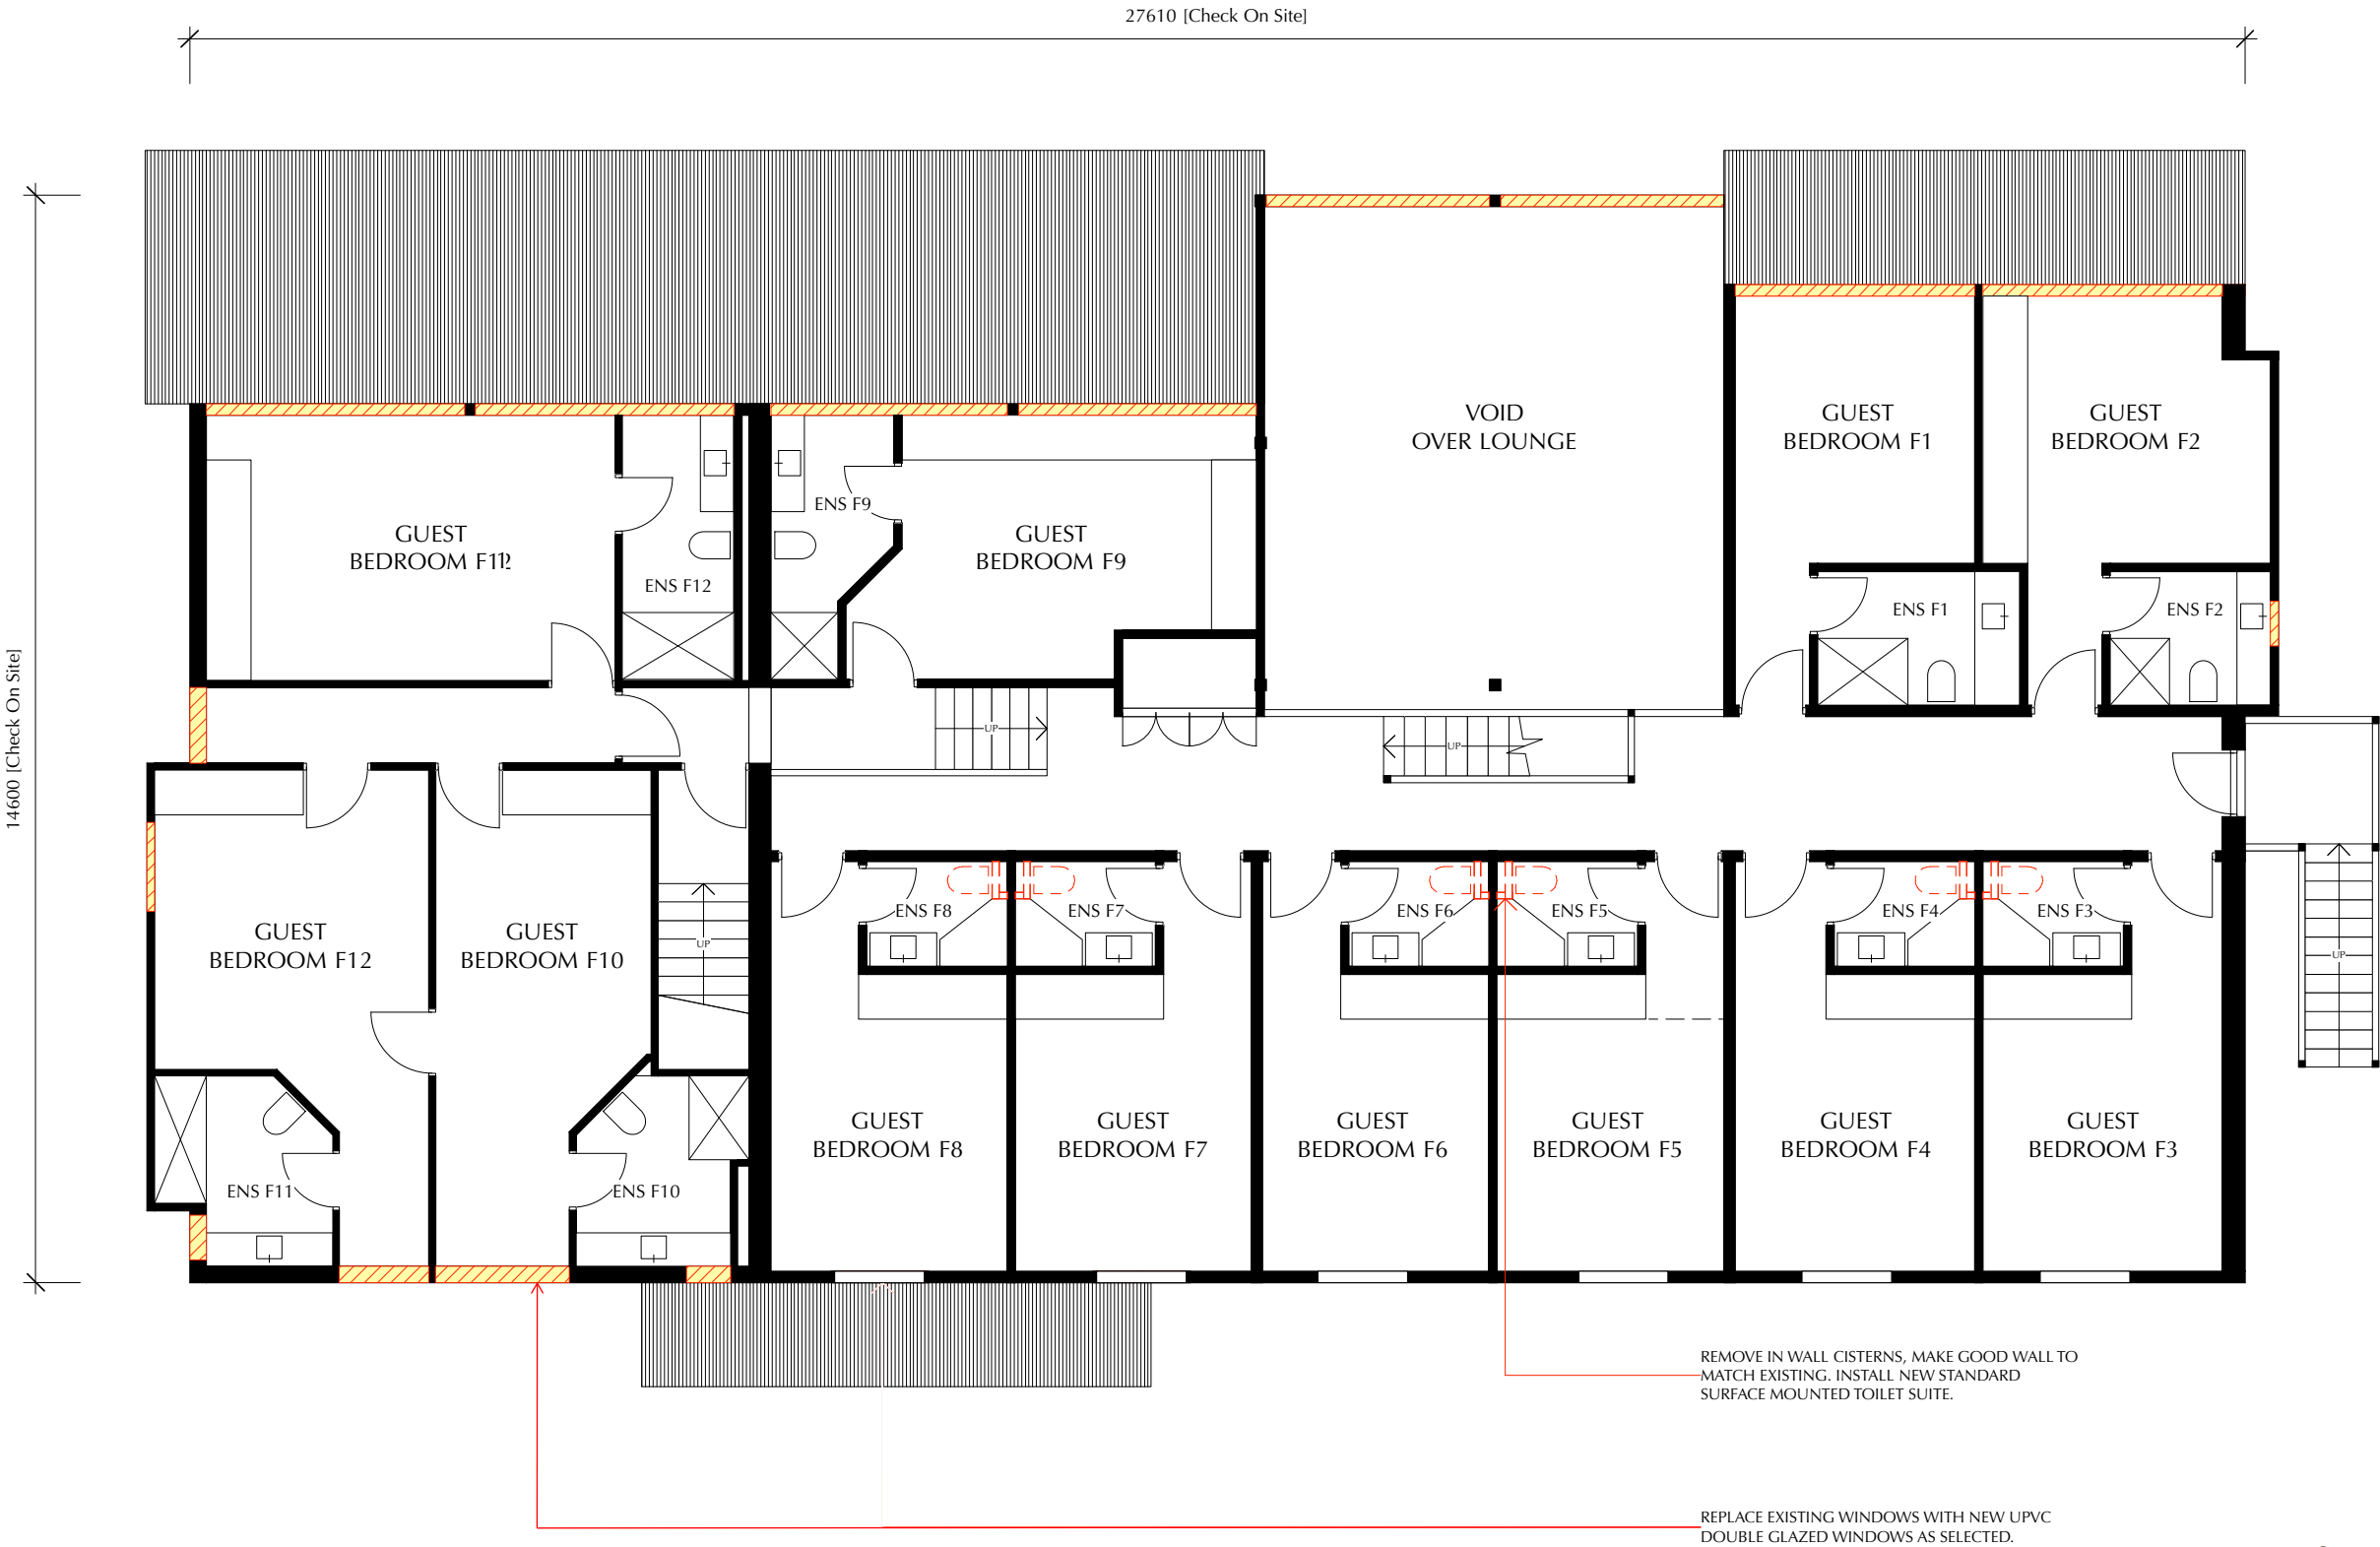 27610 [Check On Site]
14600 [Check On Site]
VOID
OVER LOUNGE
GUEST
BEDROOM F1
GUEST
BEDROOM F2
ENS F9
GUEST
GUEST
BEDROOM F9
BEDROOM
ENS F12
ENS F1
ENS F2
UP
UP
GUEST
BEDROOM F12
GUEST
BEDROOM F10
UP
ENS F8
ENS F7
ENS F6
ENS F5
ENS F4
ENS F3
UP
GUEST
BEDROOM F8
GUEST
BEDROOM F7
GUEST
BEDROOM F6
GUEST
BEDROOM F5
GUEST
BEDROOM F4
GUEST
BEDROOM F3
ENS F11
ENS F10
REMOVE IN WALL CISTERNS, MAKE GOOD WALL TO
MATCH EXISTING. INSTALL NEW STANDARD
SURFACE MOUNTED TOILET SUITE.
REPLACE EXISTING WINDOWS WITH NEW UPVC
DOUBLE GLAZED WINDOWS AS SELECTED.